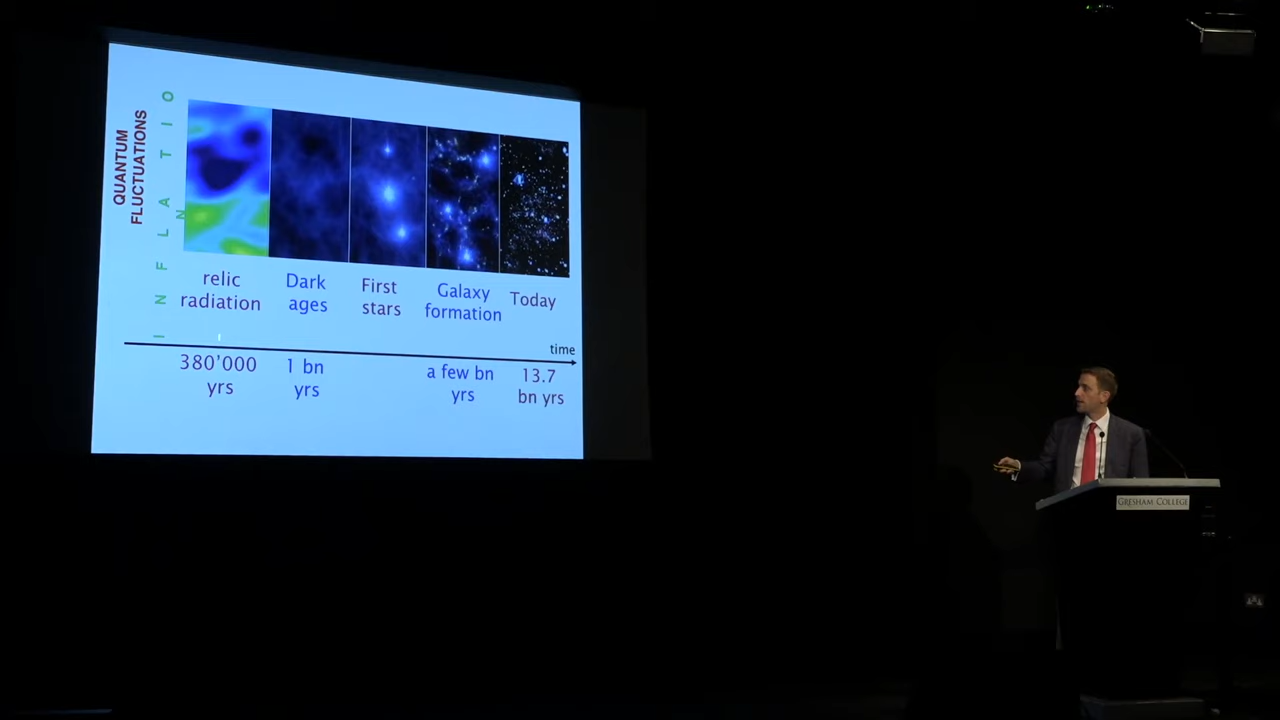 QUANTUM
FLUCTUATIONS
INFLATION
relic
radiation
Dark
ages
First
stars
Galaxy
formation
Today
time
380'000
yrs
1 bn
yrs
a few bn
yrs
13.7
bn yrs
GRESHAM COLLEGE